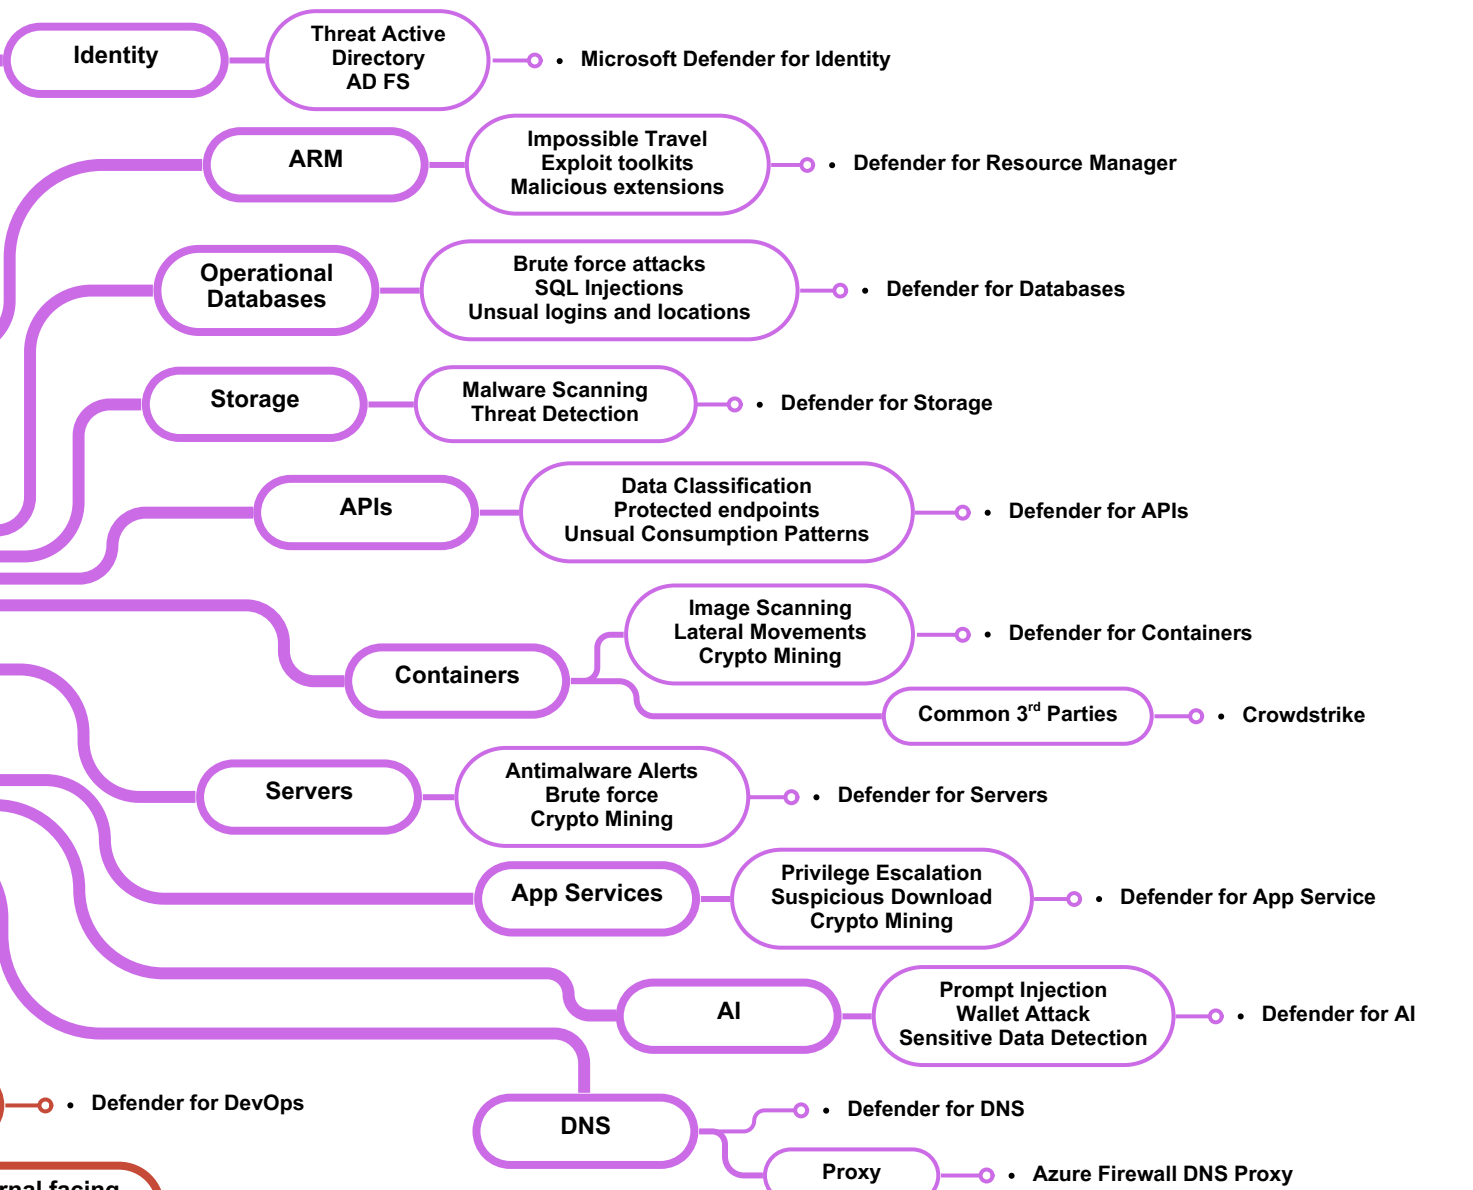 Identity
Threat Active
Directory
AD FS
• Microsoft Defender for Identity
ARM
Impossible Travel
Exploit toolkits
Malicious extensions
• Defender for Resource Manager
Operational
Databases
Brute force attacks
SQL Injections
Unsual logins and locations
• Defender for Databases
Storage
Malware Scanning
Threat Detection
• Defender for Storage
APIs
Data Classification
Protected endpoints
Unsual Consumption Patterns
• Defender for APIs
Containers
Image Scanning
Lateral Movements
Crypto Mining
• Defender for Containers
Common 3rd Parties
• Crowdstrike
Servers
Antimalware Alerts
Brute force
Crypto Mining
• Defender for Servers
App Services
Privilege Escalation
Suspicious Download
Crypto Mining
• Defender for App Service
AI
Prompt Injection
Wallet Attack
Sensitive Data Detection
• Defender for AI
• Defender for DevOps
DNS
• Defender for DNS
Proxy
• Azure Firewall DNS Proxy
facing